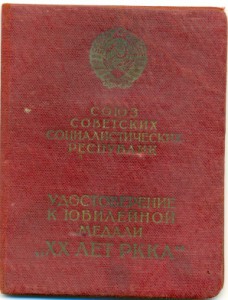 СОЮЗ
СОВЕТСКИХ
СОЦИАЛИСТИЧЕСКИХ
РЕСПУБЛИК
УДОСТОВЕРЕНИЕ
К ЮБИЛЕЙНОЙ
МЕДАЛИ
„XX ЛЕТ РККА"